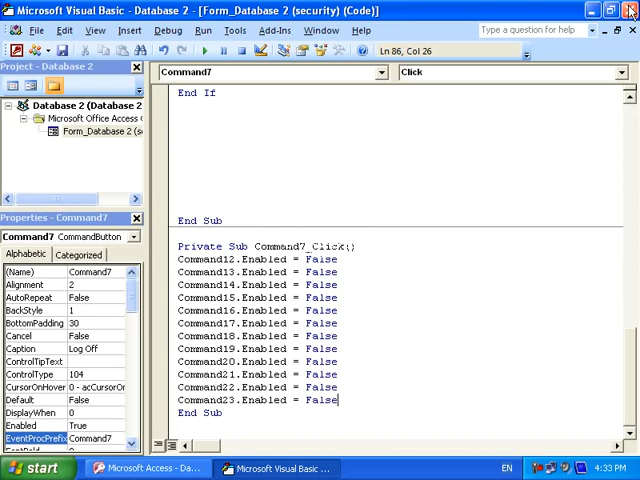 Microsoft Visual Basic - Database 2 - [Form_Database 2 (security) (Code)]
File Edit View Insert Debug Run Tools Add-Ins Window Help
Type a question for help
Ln 86, Col 26
Project - Database 2
Command7
Click
Database 2 (Database
Microsoft Office Access C
Form_Database 2 (se
End If
End Sub
Private Sub Command7_Click()
Command12.Enabled = False
Command13.Enabled = False
Command14.Enabled = False
Command15.Enabled = False
Command16.Enabled = False
Command17.Enabled = False
Command18.Enabled = False
Command19.Enabled = False
Command20.Enabled = False
Command21.Enabled = False
Command22.Enabled = False
Command23.Enabled = False
End Sub
Properties - Command7
Command7 CommandButton
Alphabetic Categorized
(Name) Command7
Alignment 2
AutoRepeat False
BackStyle 1
BottomPadding 30
Cancel False
Caption Log Off
ControlTipText
ControlType 104
CursorOnHover 0 - acCursorOn
Default False
DisplayWhen 0
Enabled True
EventProcPrefix Command7
start
Microsoft Access - Da...
Microsoft Visual Basic ...
EN
4:33 PM